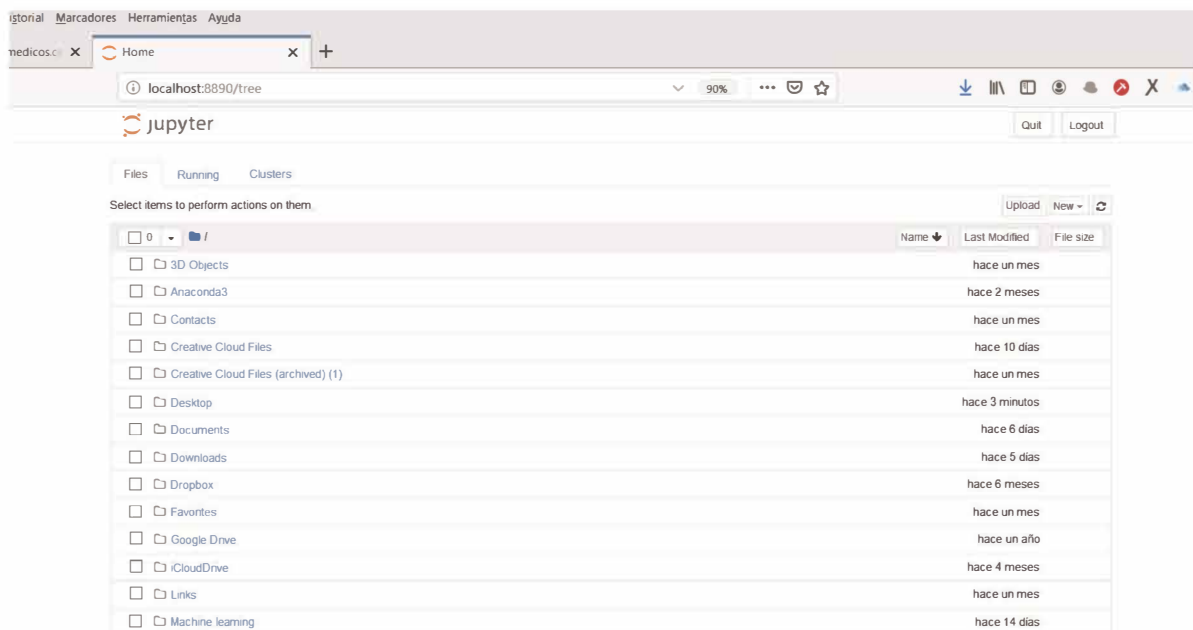 istorial Marcadores Herramientas Ayuda
medicos.c Home
localhost:8890/tree 90%
jupyter Quit Logout
Files Running Clusters
Select items to perform actions on them Upload New
0 / Name Last Modified File size
3D Objects hace un mes
Anaconda3 hace 2 meses
Contacts hace un mes
Creative Cloud Files hace 10 días
Creative Cloud Files (archived) (1) hace un mes
Desktop hace 3 minutos
Documents hace 6 días
Downloads hace 5 días
Dropbox hace 6 meses
Favorites hace un mes
Google Drive hace un año
iCloudDrive hace 4 meses
Links hace un mes
Machine learning hace 14 días